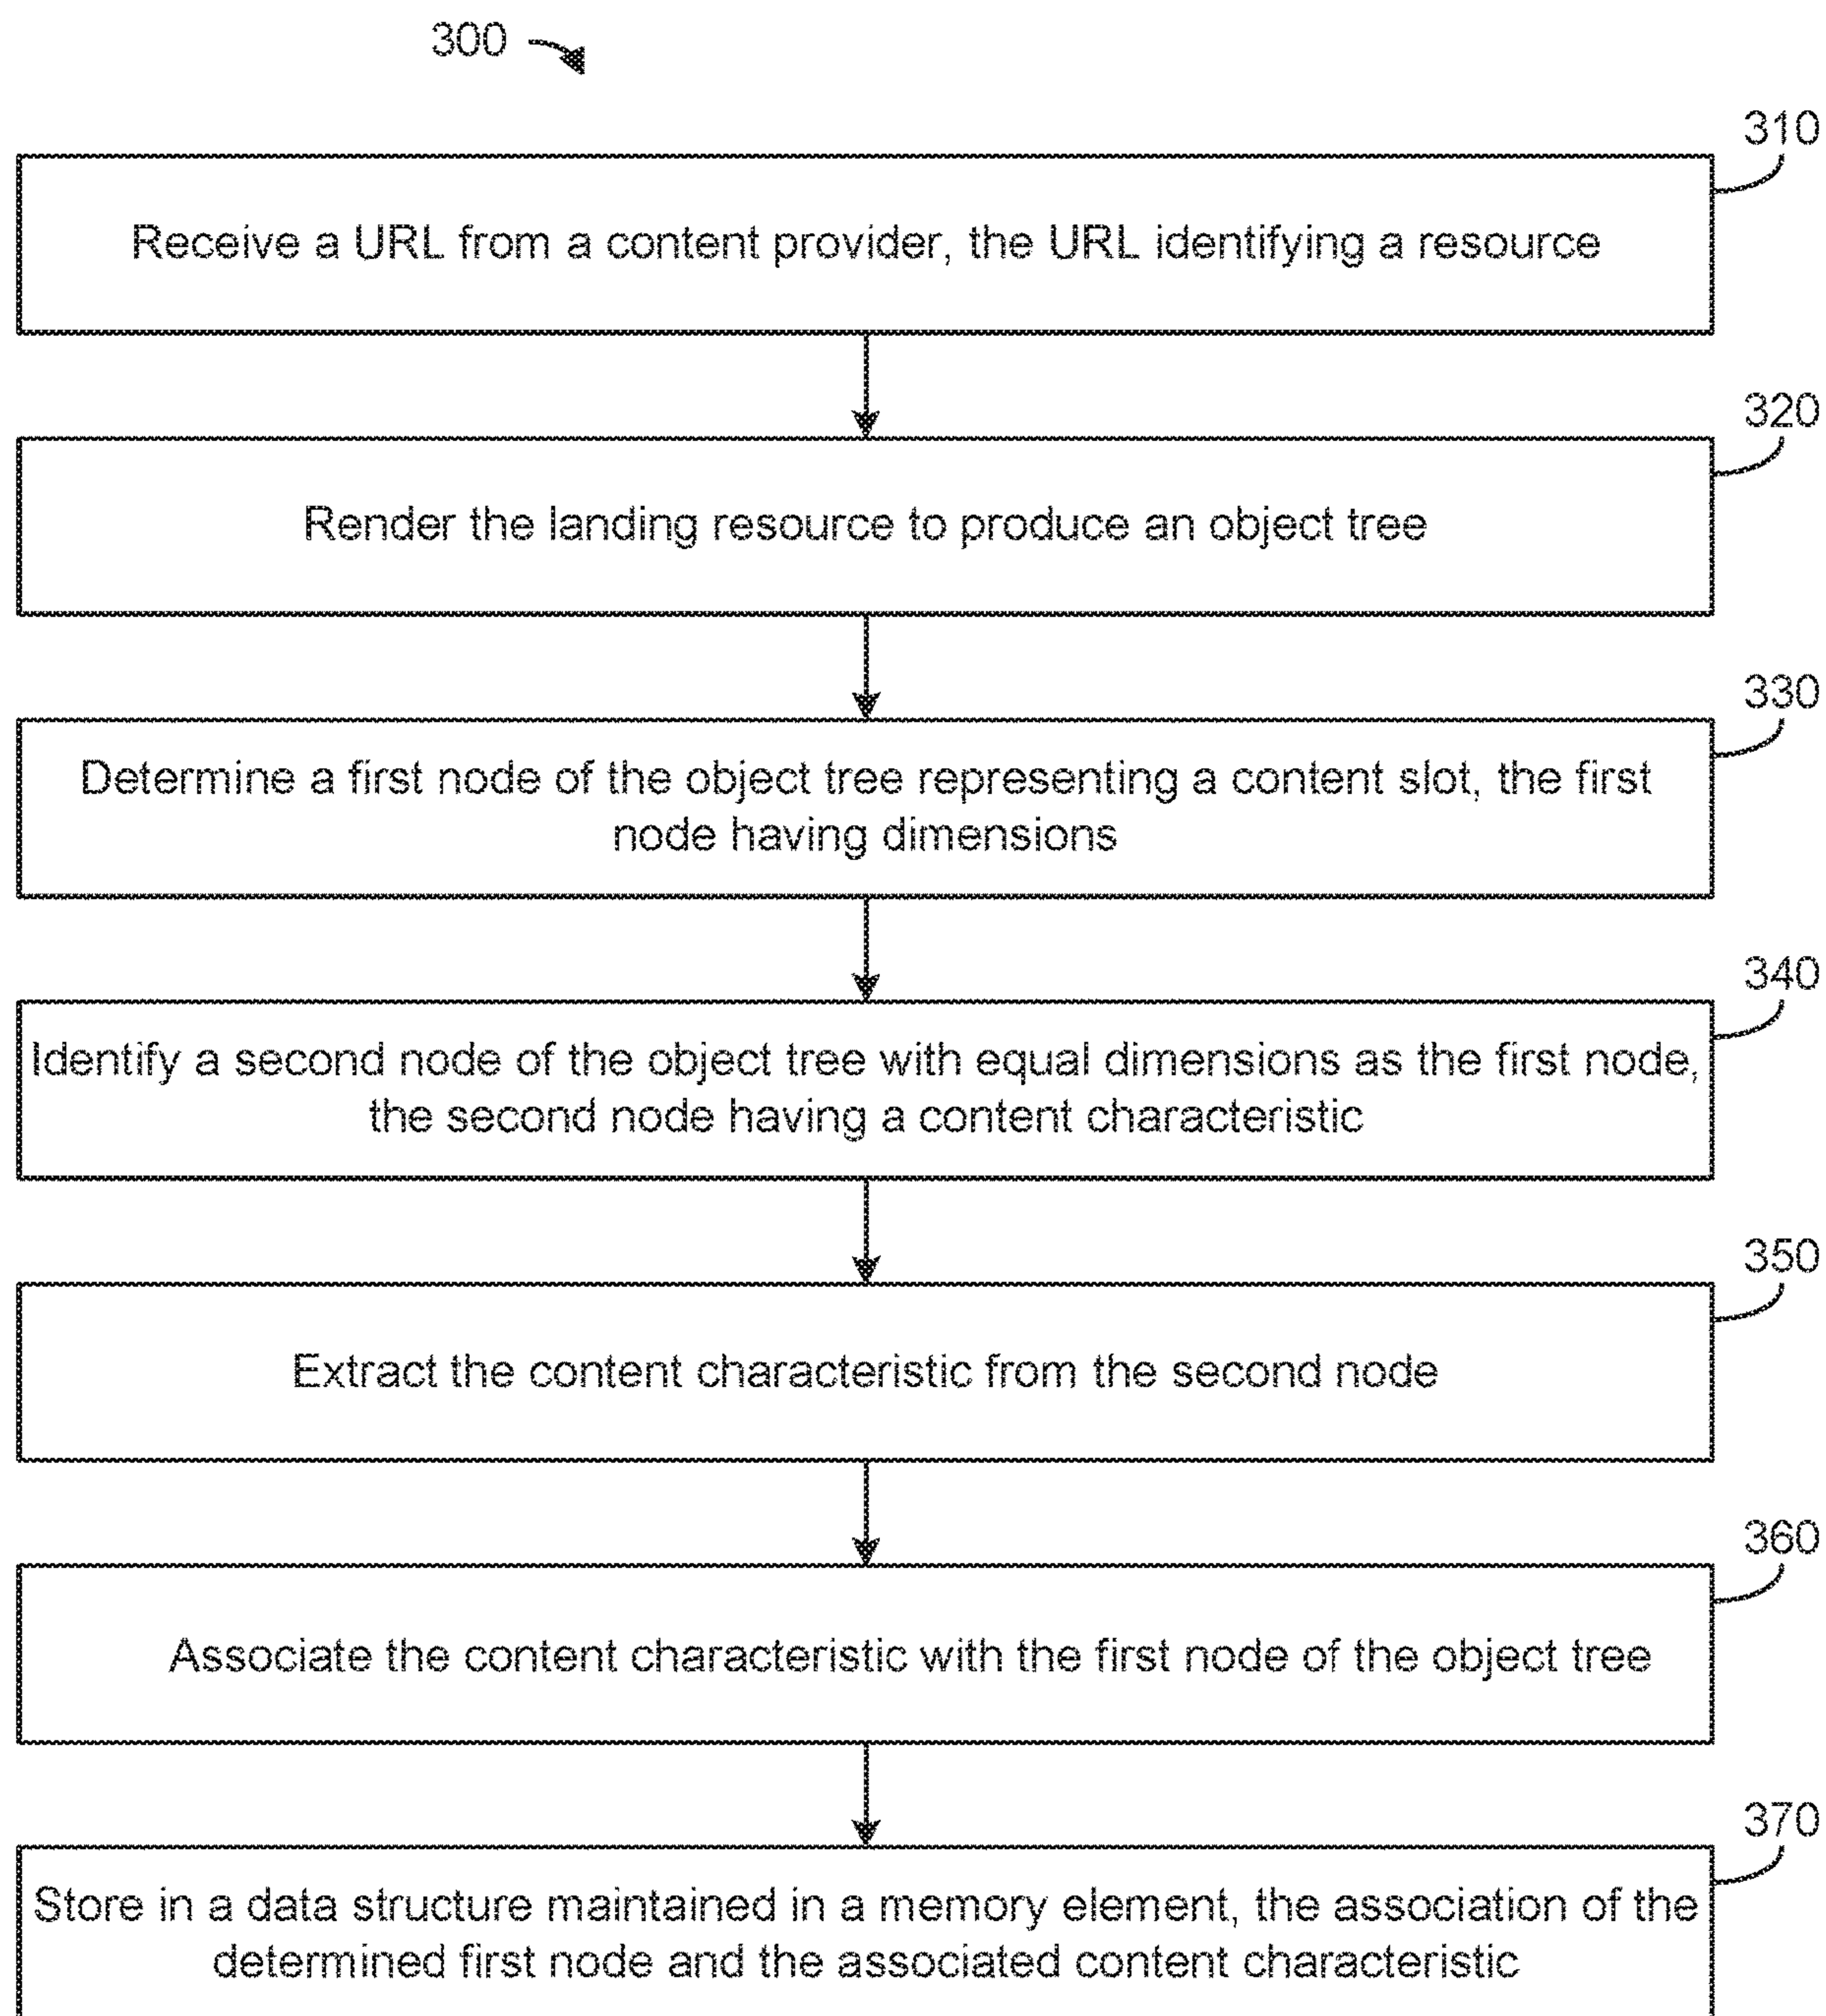 300
310
Receive a URL from a content provider, the URL identifying a resource
320
Render the landing resource to produce an object tree
330
Determine a first node of the object tree representing a content slot, the first
node having dimensions
340
Identify a second node of the object tree with equal dimensions as the first node,
the second node having a content characteristic
350
Extract the content characteristic from the second node
360
Associate the content characteristic with the first node of the object tree
370
Store in a data structure maintained in a memory element, the association of the
determined first node and the associated content characteristic